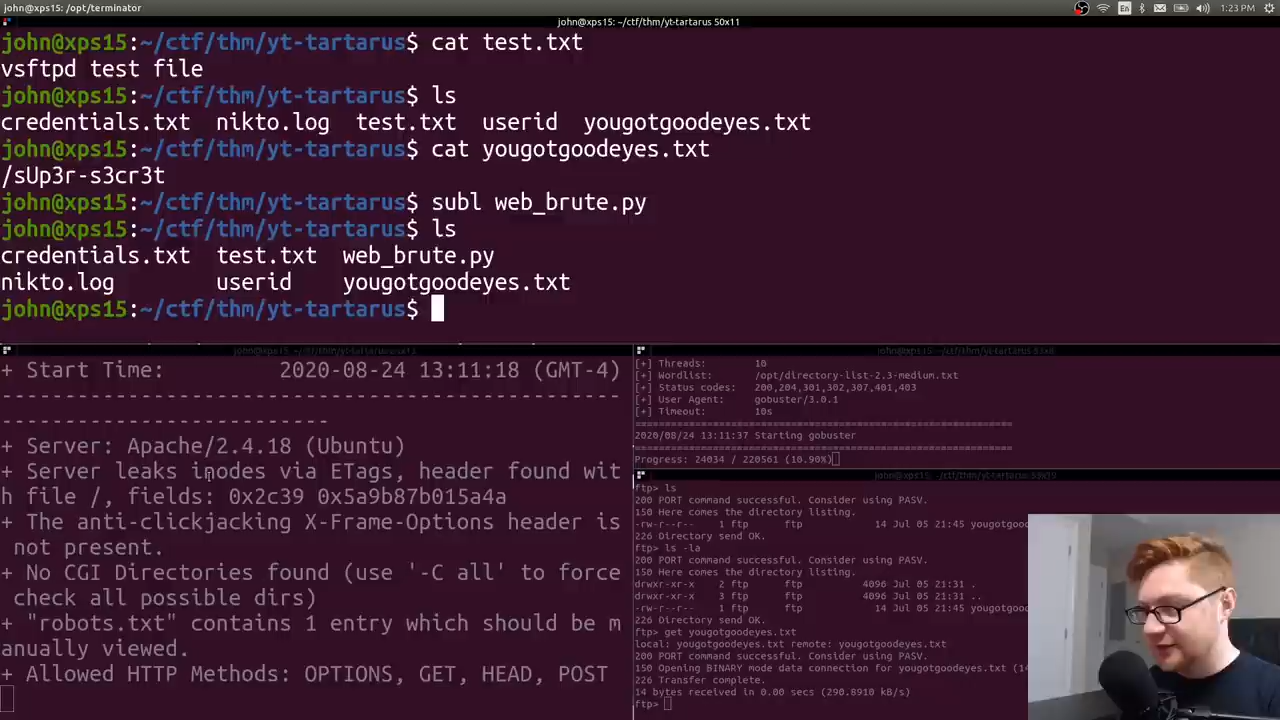 john@xps15: /opt/terminator
En
1:23 PM
john@xps15: ~/ctf/thm/yt-tartarus 50x11
john@xps15:~/ctf/thm/yt-tartarus$ cat test.txt
vsftpd test file
john@xps15:~/ctf/thm/yt-tartarus$ ls
credentials.txt nikto.log test.txt userid yougotgoodeyes.txt
john@xps15:~/ctf/thm/yt-tartarus$ cat yougotgoodeyes.txt
/sUp3r-s3cr3t
john@xps15:~/ctf/thm/yt-tartarus$ subl web_brute.py
john@xps15:~/ctf/thm/yt-tartarus$ ls
credentials.txt test.txt web_brute.py
nikto.log userid yougotgoodeyes.txt
john@xps15:~/ctf/thm/yt-tartarus$
+ Start Time: 2020-08-24 13:11:18 (GMT-4)
-------------------------------------------------
--------------------------
+ Server: Apache/2.4.18 (Ubuntu)
+ Server leaks inodes via ETags, header found wit
h file /, fields: 0x2c39 0x5a9b87b015a4a
+ The anti-clickjacking X-Frame-Options header is
not present.
+ No CGI Directories found (use '-C all' to force
check all possible dirs)
+ "robots.txt" contains 1 entry which should be m
anually viewed.
+ Allowed HTTP Methods: OPTIONS, GET, HEAD, POST
[+] Threads: 10
[+] Wordlist: /opt/directory-list-2.3-medium.txt
[+] Status codes: 200,204,301,302,307,401,403
[+] User Agent: gobuster/3.0.1
[+] Timeout: 10s
===============================================================
2020/08/24 13:11:37 Starting gobuster
===============================================================
Progress: 24034 / 220561 (10.90%)
ftp> ls
200 PORT command successful. Consider using PASV.
150 Here comes the directory listing.
-rw-r--r-- 1 ftp ftp 14 Jul 05 21:45 yougotgoo
226 Directory send OK.
ftp> ls -la
200 PORT command successful. Consider using PASV.
150 Here comes the directory listing.
drwxr-xr-x 2 ftp ftp 4096 Jul 05 21:31 .
drwxr-xr-x 3 ftp ftp 4096 Jul 05 21:31 ..
-rw-r--r-- 1 ftp ftp 14 Jul 05 21:45 yougotgoo
226 Directory send OK.
ftp> get yougotgoodeyes.txt
local: yougotgoodeyes.txt remote: yougotgoodeyes.txt
200 PORT command successful. Consider using PASV.
150 Opening BINARY mode data connection for yougotgoodeyes.txt (14
226 Transfer complete.
14 bytes received in 0.00 secs (290.8910 kB/s)
ftp>